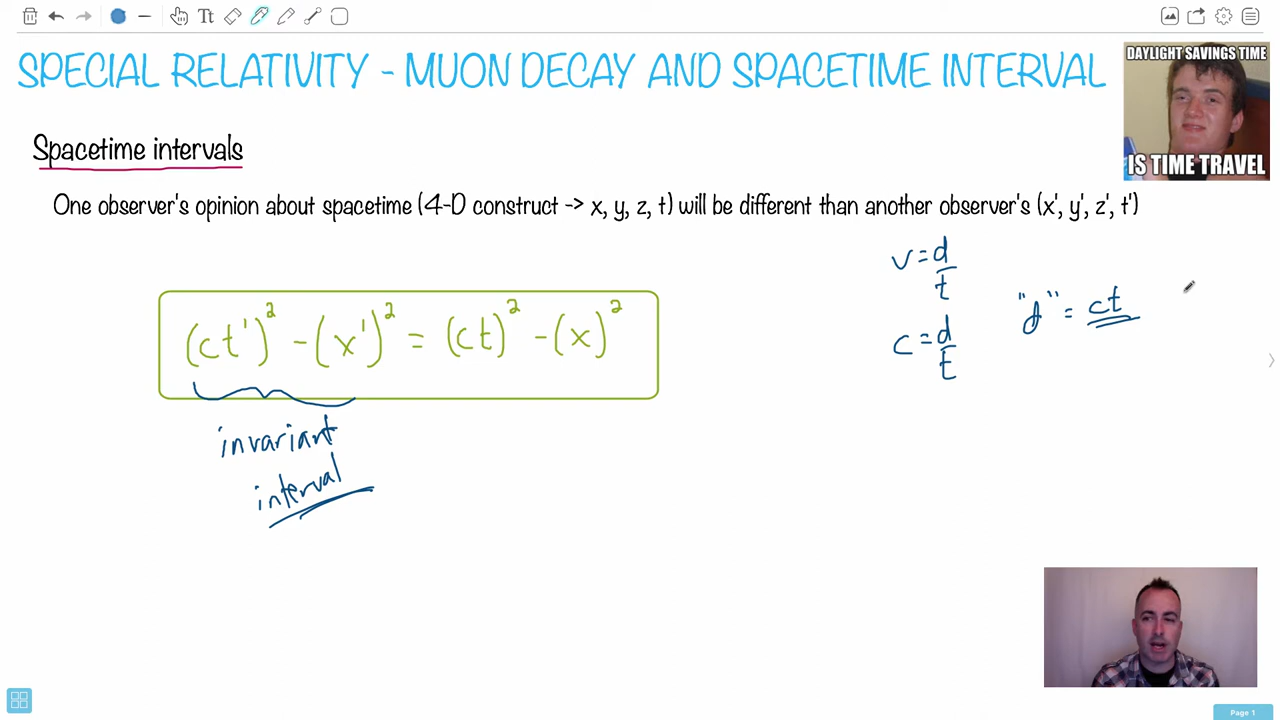 Tt
SPECIAL RELATIVITY - MUON DECAY AND SPACETIME INTERVAL
DAYLIGHT SAVINGS TIME
IS TIME TRAVEL
Spacetime intervals
One observer's opinion about spacetime (4-D construct -> x, y, z, t) will be different than another observer's (x', y', z', t')
v = d/t
"d" = ct
(ct')² - (x')² = (ct)² - (x)²
c = d/t
invariant
interval
Page 1